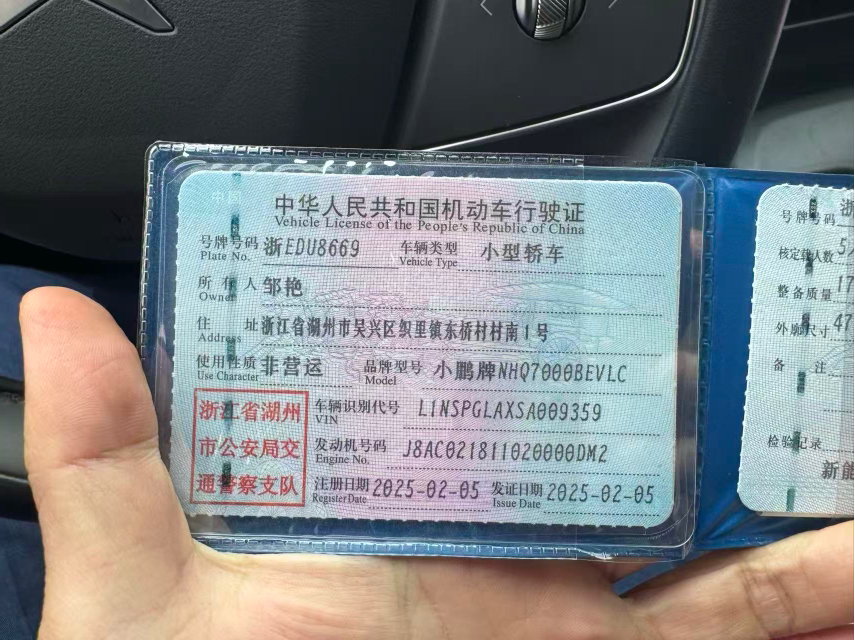 中华人民共和国机动车行驶证
Vehicle License of the People's Republic of China
号牌号码 浙EDU8669 车辆类型 小型轿车
Plate No. Vehicle Type
所有人 邹艳
Owner
住址 浙江省湖州市吴兴区织里镇东桥村村南1号
Address
使用性质 非营运 品牌型号 小鹏牌NHQ7000BEVLC
Use Character Model
浙江省湖州
市公安局交
通警察支队
车辆识别代号 L1NSPGLAXSA009359
VIN
发动机号码 J8AC021811020000DM2
Engine No.
注册日期 2025-02-05 发证日期 2025-02-05
Register Date Issue Date
号牌号码 浙
核定载人数 5
整备质量 17
外廓尺寸 47
备注
检验记录
新能